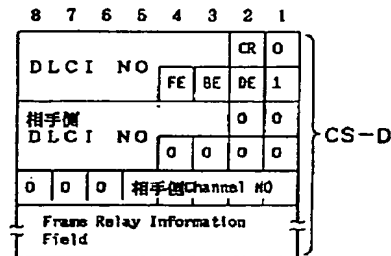 8 7 6 5 4 3 2 1
CR 0
DLCI NO
FE BE DE 1
相手側
0 0
DLCI NO
0 0 0 0
0 0 0 相手側Channel NO
Frame Relay Information
Field
CS-D